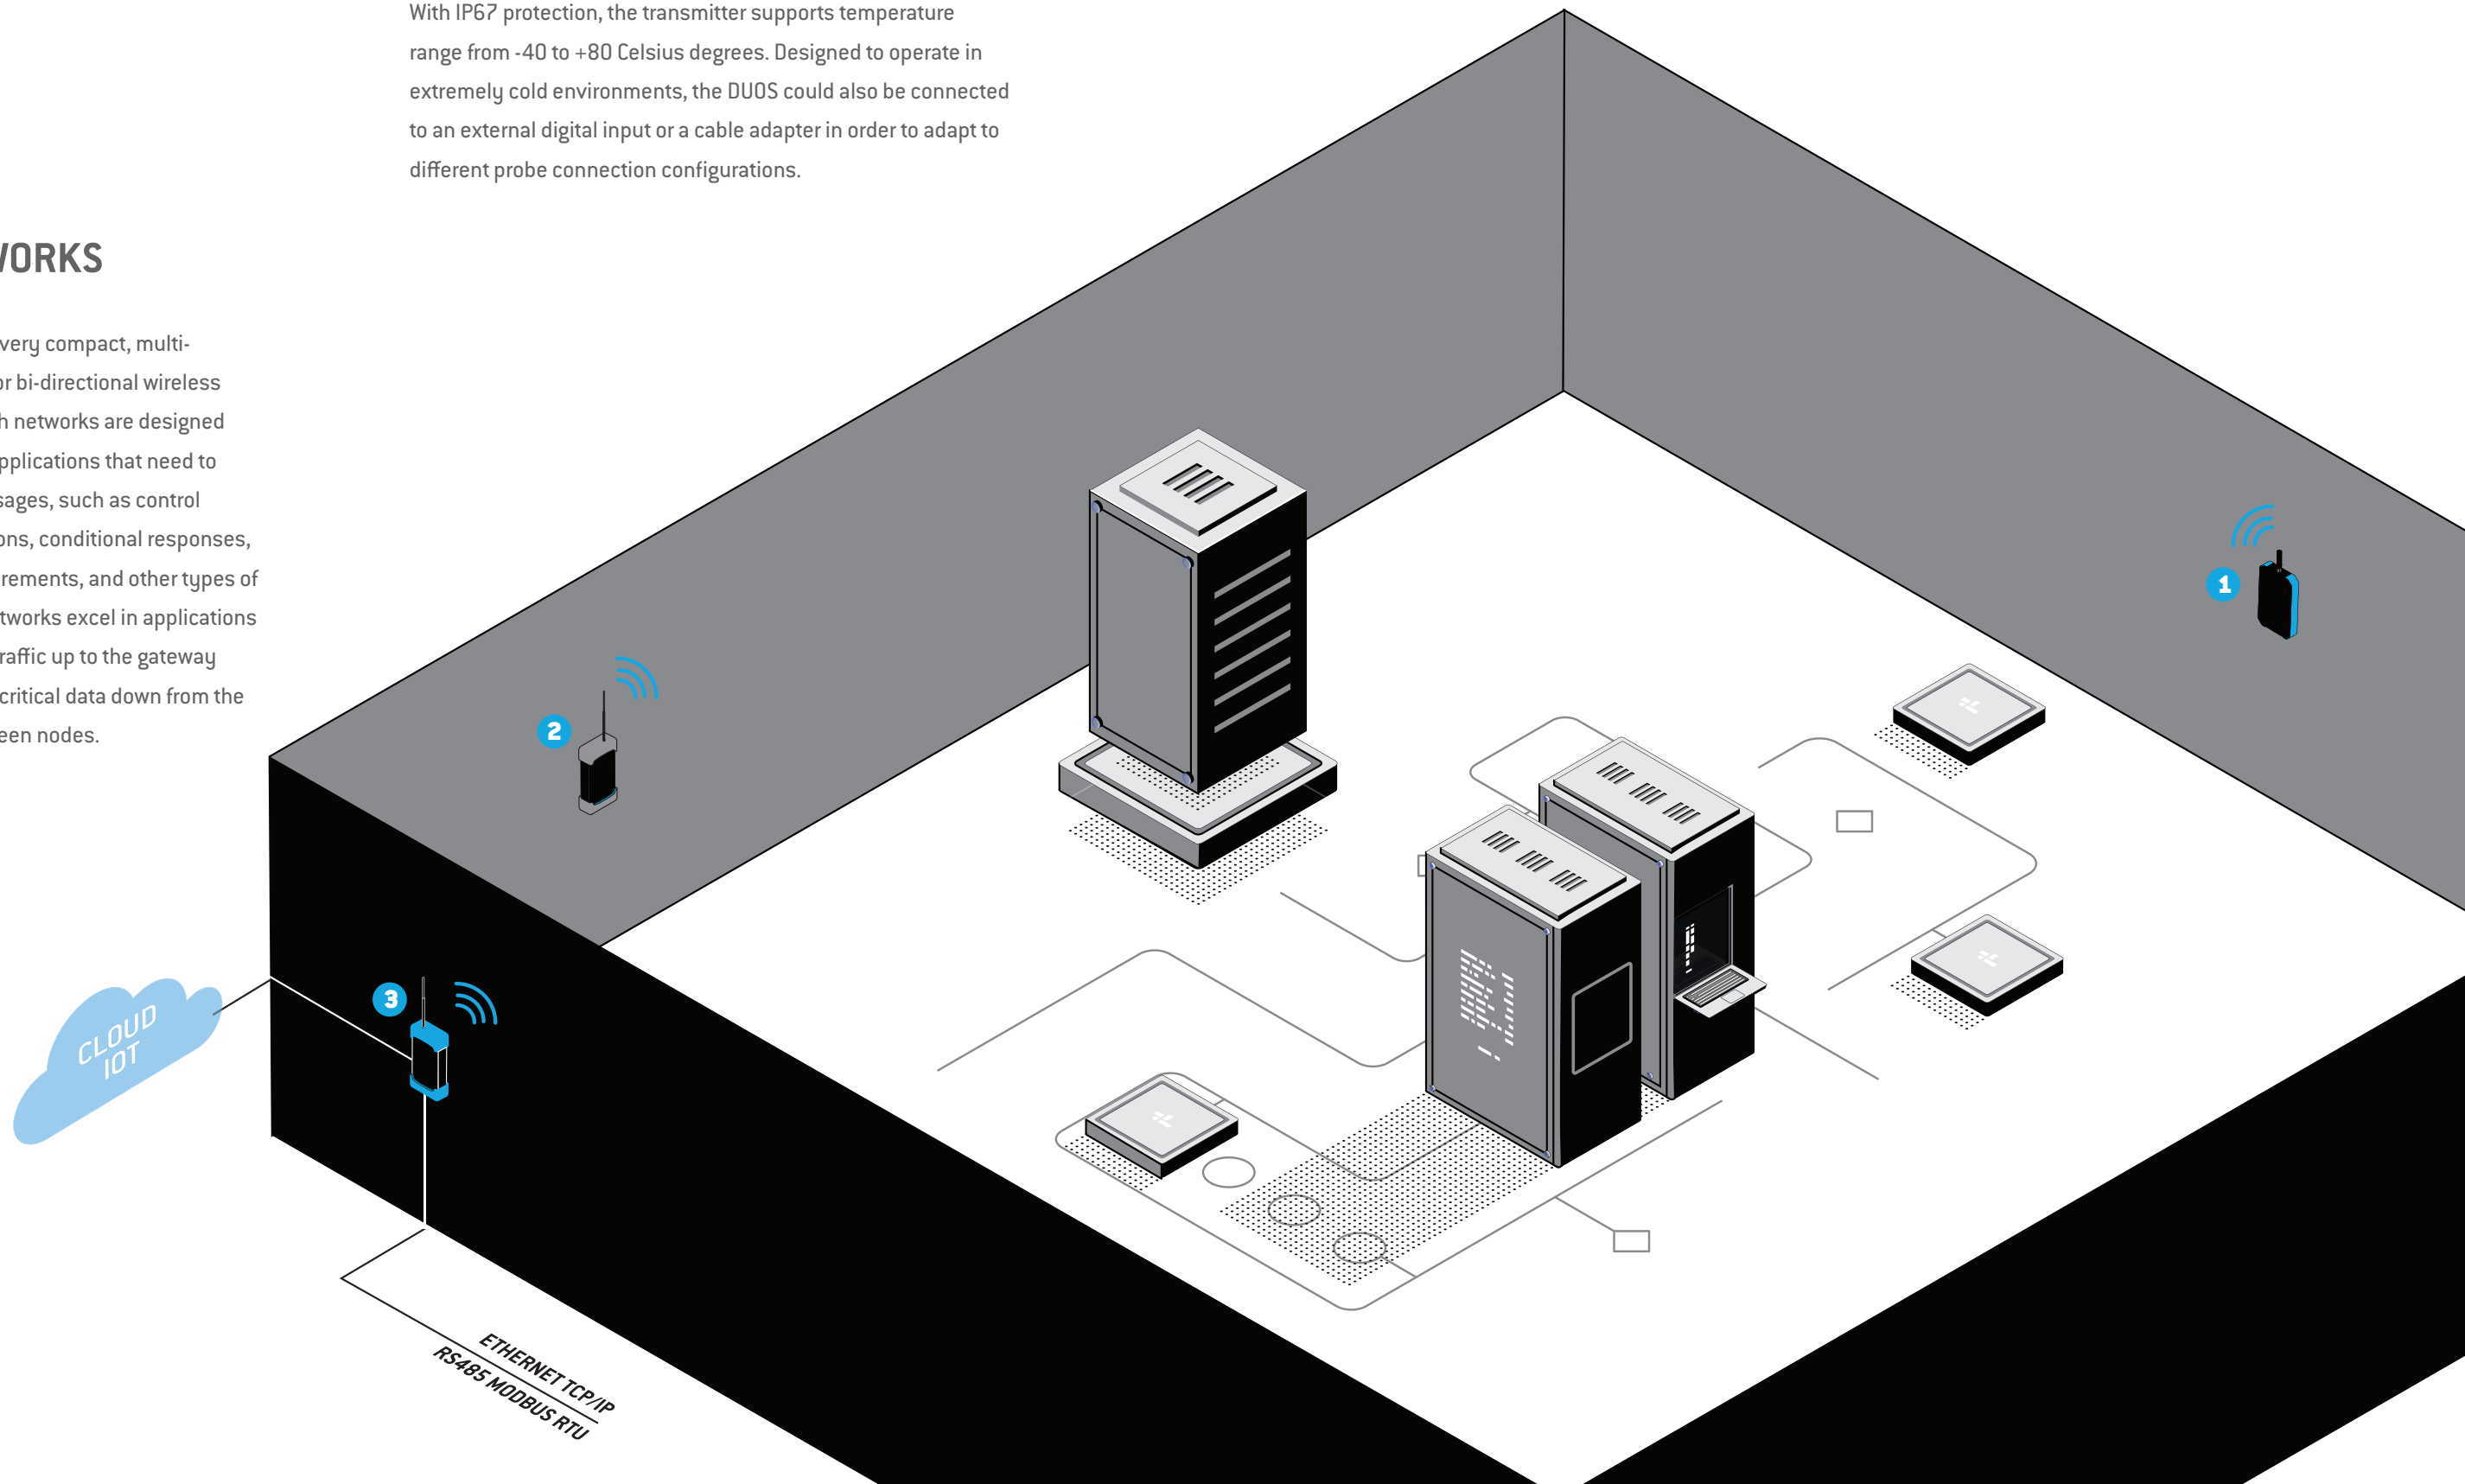 With IP67 protection, the transmitter supports temperature
range from -40 to +80 Celsius degrees. Designed to operate in
extremely cold environments, the DUOS could also be connected
to an external digital input or a cable adapter in order to adapt to
different probe connection configurations.
WORKS
very compact, multi-
or bi-directional wireless
h networks are designed
pplications that need to
sages, such as control
ons, conditional responses,
rements, and other types of
tworks excel in applications
raffic up to the gateway
critical data down from the
een nodes.
1
2
3
CLOUD
IOT
ETHERNET TCP/IP
RS485 MODBUS RTU